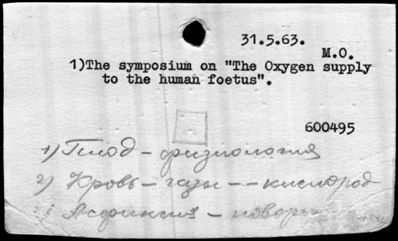 31.5.63.
M.O.
1)The symposium on "The Oxygen supply
to the human foetus".
600495
1) Плод - физиология
2) Кровь - газы - - кислород
3) Асфиксия -